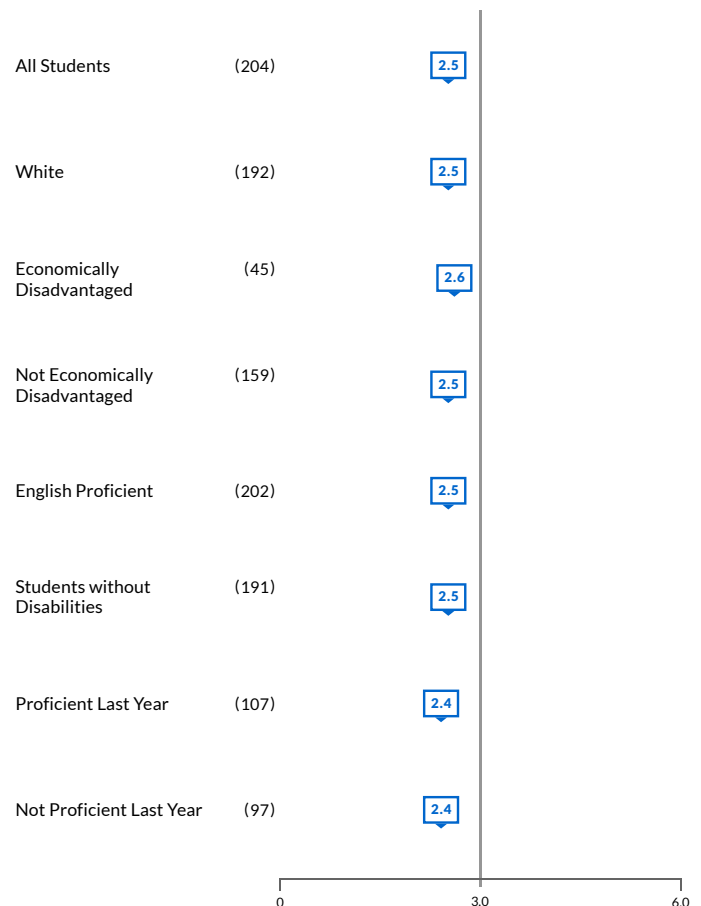 All Students (204) 2.5
White (192) 2.5
Economically (45) 2.6
Disadvantaged
Not Economically (159) 2.5
Disadvantaged
English Proficient (202) 2.5
Students without (191) 2.5
Disabilities
Proficient Last Year (107) 2.4
Not Proficient Last Year (97) 2.4
0 3.0 6.0